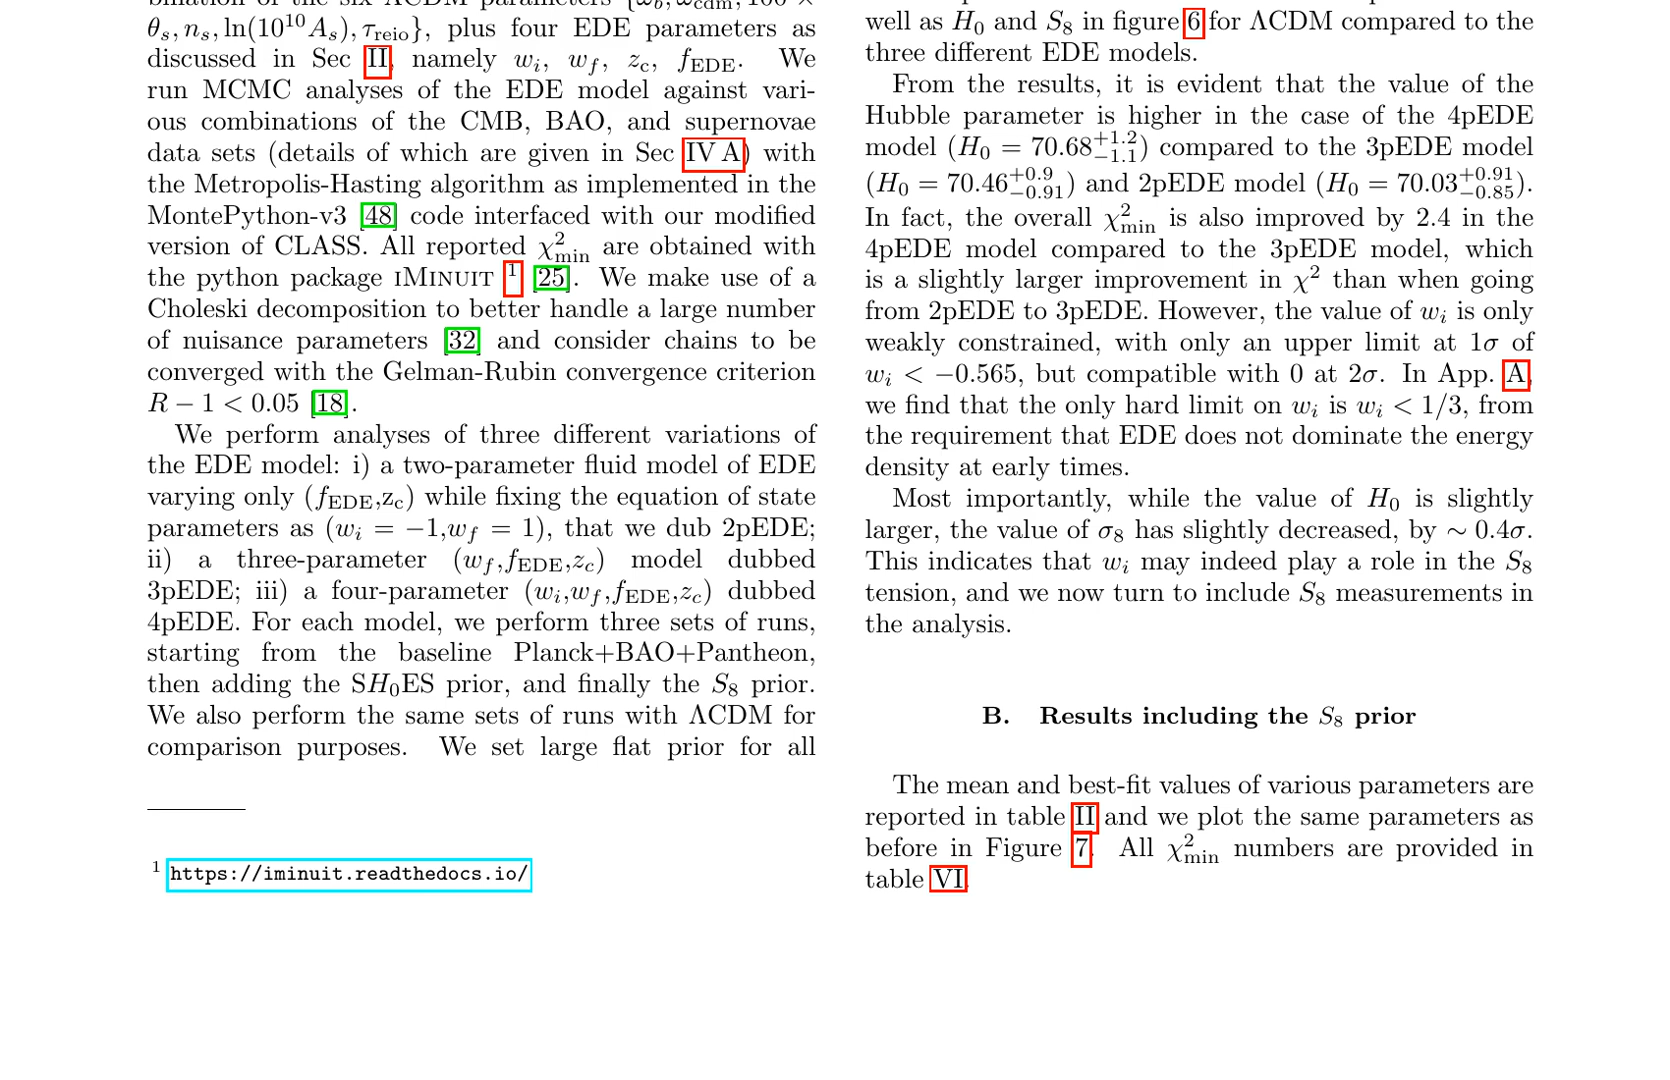 bination of the six ΛCDM parameters {ω_b, ω_cdm, 100 ×
θ_s, n_s, ln(10^10 A_s), τ_reio}, plus four EDE parameters as
discussed in Sec II, namely w_i, w_f, z_c, f_EDE. We
run MCMC analyses of the EDE model against vari-
ous combinations of the CMB, BAO, and supernovae
data sets (details of which are given in Sec IV A) with
the Metropolis-Hasting algorithm as implemented in the
MontePython-v3 [48] code interfaced with our modified
version of CLASS. All reported χ²_min are obtained with
the python package IMINUIT ¹ [25]. We make use of a
Choleski decomposition to better handle a large number
of nuisance parameters [32] and consider chains to be
converged with the Gelman-Rubin convergence criterion
R − 1 < 0.05 [18].
We perform analyses of three different variations of
the EDE model: i) a two-parameter fluid model of EDE
varying only (f_EDE,z_c) while fixing the equation of state
parameters as (w_i = −1,w_f = 1), that we dub 2pEDE;
ii) a three-parameter (w_f,f_EDE,z_c) model dubbed
3pEDE; iii) a four-parameter (w_i,w_f,f_EDE,z_c) dubbed
4pEDE. For each model, we perform three sets of runs,
starting from the baseline Planck+BAO+Pantheon,
then adding the SH_0ES prior, and finally the S_8 prior.
We also perform the same sets of runs with ΛCDM for
comparison purposes. We set large flat prior for all
¹ https://iminuit.readthedocs.io/
well as H_0 and S_8 in figure 6 for ΛCDM compared to the
three different EDE models.
From the results, it is evident that the value of the
Hubble parameter is higher in the case of the 4pEDE
model (H_0 = 70.68^{+1.2}_{−1.1}) compared to the 3pEDE model
(H_0 = 70.46^{+0.9}_{−0.91}) and 2pEDE model (H_0 = 70.03^{+0.91}_{−0.85}).
In fact, the overall χ²_min is also improved by 2.4 in the
4pEDE model compared to the 3pEDE model, which
is a slightly larger improvement in χ² than when going
from 2pEDE to 3pEDE. However, the value of w_i is only
weakly constrained, with only an upper limit at 1σ of
w_i < −0.565, but compatible with 0 at 2σ. In App. A,
we find that the only hard limit on w_i is w_i < 1/3, from
the requirement that EDE does not dominate the energy
density at early times.
Most importantly, while the value of H_0 is slightly
larger, the value of σ_8 has slightly decreased, by ∼ 0.4σ.
This indicates that w_i may indeed play a role in the S_8
tension, and we now turn to include S_8 measurements in
the analysis.
B. Results including the S_8 prior
The mean and best-fit values of various parameters are
reported in table II and we plot the same parameters as
before in Figure 7. All χ²_min numbers are provided in
table VI.